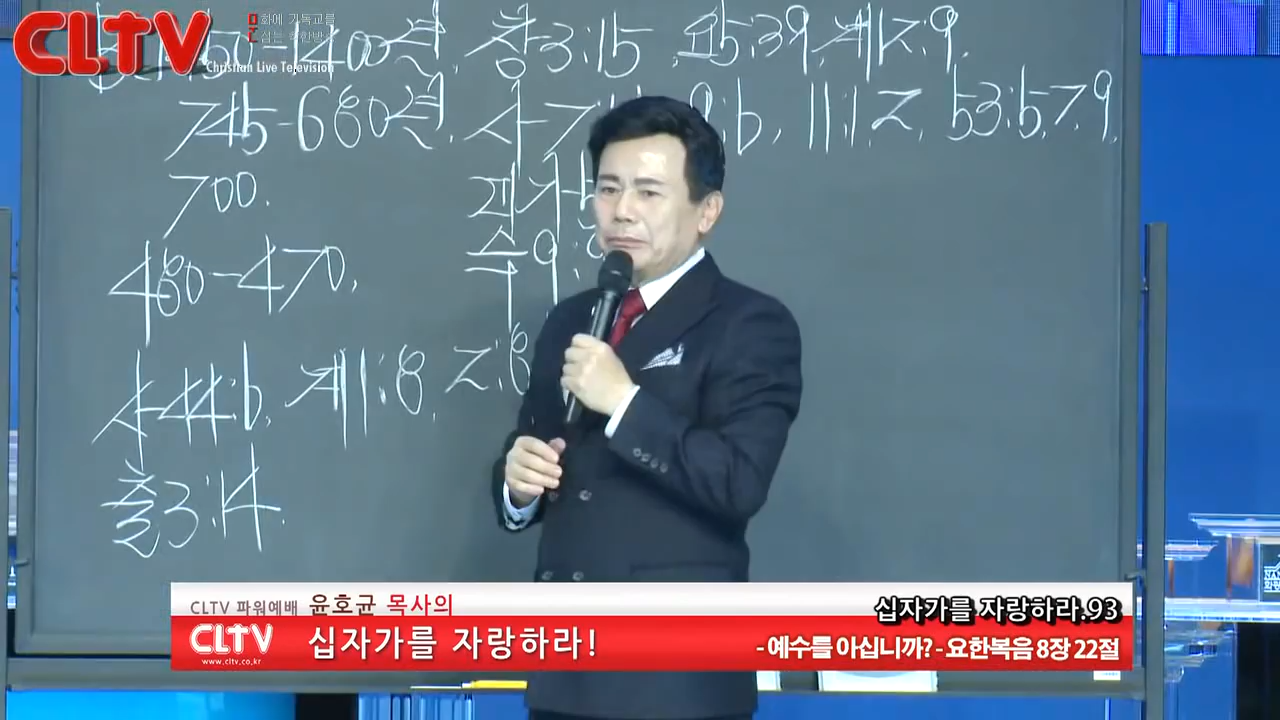 CLTV
Christian Live Television
1450-1400년, 창3:15, 요5:39, 계17:9.
745-680년, 사7:1 9:6, 11:12, 53:5,7,9,
700.
480-470,
사44:6, 계1:8, 2:8
출3:14.
CLTV 파워예배 윤호균 목사의
CLTV 십자가를 자랑하라!
www.cltv.co.kr
십자가를 자랑하라.93
- 예수를 아십니까? - 요한복음 8장 22절